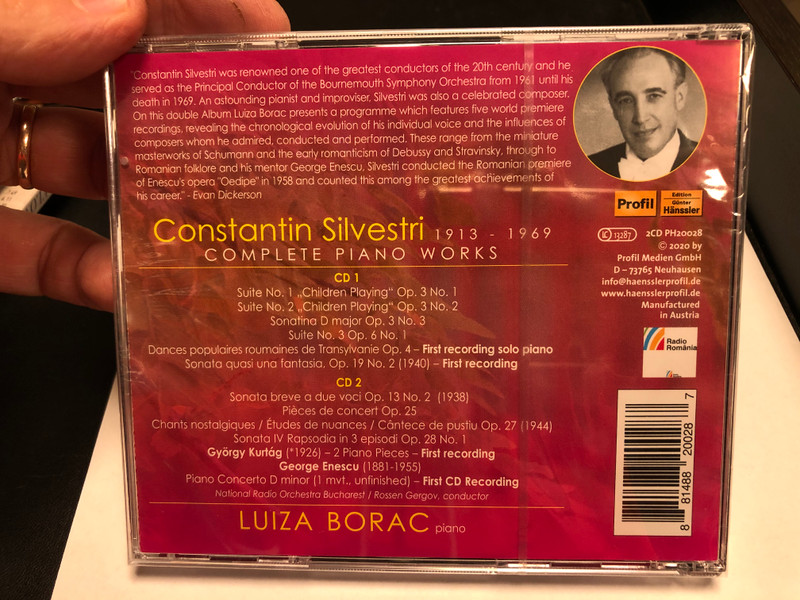 "Constantin Silvestri was renowned one of the greatest conductors of the 20th century and he
served as the Principal Conductor of the Bournemouth Symphony Orchestra from 1961 until his
death in 1969. An astounding pianist and improviser, Silvestri was also a celebrated composer.
On this double Album Luiza Borac presents a programme which features five world premiere
recordings, revealing the chronological evolution of his individual voice and the influences of
composers whom he admired, conducted and performed. These range from the miniature
masterworks of Schumann and the early romanticism of Debussy and Stravinsky, through to
Romanian folklore and his mentor George Enescu. Silvestri conducted the Romanian premiere
of Enescu's opera "Oedipe" in 1958 and counted this among the greatest achievements of
his career." - Evan Dickerson
Constantin Silvestri 1913 - 1969
COMPLETE PIANO WORKS
CD 1
Suite No. 1 „Children Playing" Op. 3 No. 1
Suite No. 2 „Children Playing" Op. 3 No. 2
Sonatina D major Op. 3 No. 3
Suite No. 3 Op. 6 No. 1
Dances populaires roumaines de Transylvanie Op. 4 – First recording solo piano
Sonata quasi una fantasia, Op. 19 No. 2 (1940) – First recording
CD 2
Sonata breve a due voci Op. 13 No. 2 (1938)
Pièces de concert Op. 25
Chants nostalgiques / Études de nuances / Cántece de pustiu Op. 27 (1944)
Sonata IV Rapsodia in 3 episodi Op. 28 No. 1
György Kurtág (*1926) – 2 Piano Pieces – First recording
George Enescu (1881-1955)
Piano Concerto D minor (1 mvt., unfinished) – First CD Recording
National Radio Orchestra Bucharest / Rossen Gergov, conductor
LUIZA BORAC piano
Profil
Edition
Günter
Hänssler
LC 13287
2CD PH20028
© 2020 by
Profil Medien GmbH
D – 73765 Neuhausen
info@haensslerprofil.de
www.haensslerprofil.de
Manufactured
in Austria
Radio
România
8 81488 20028 7